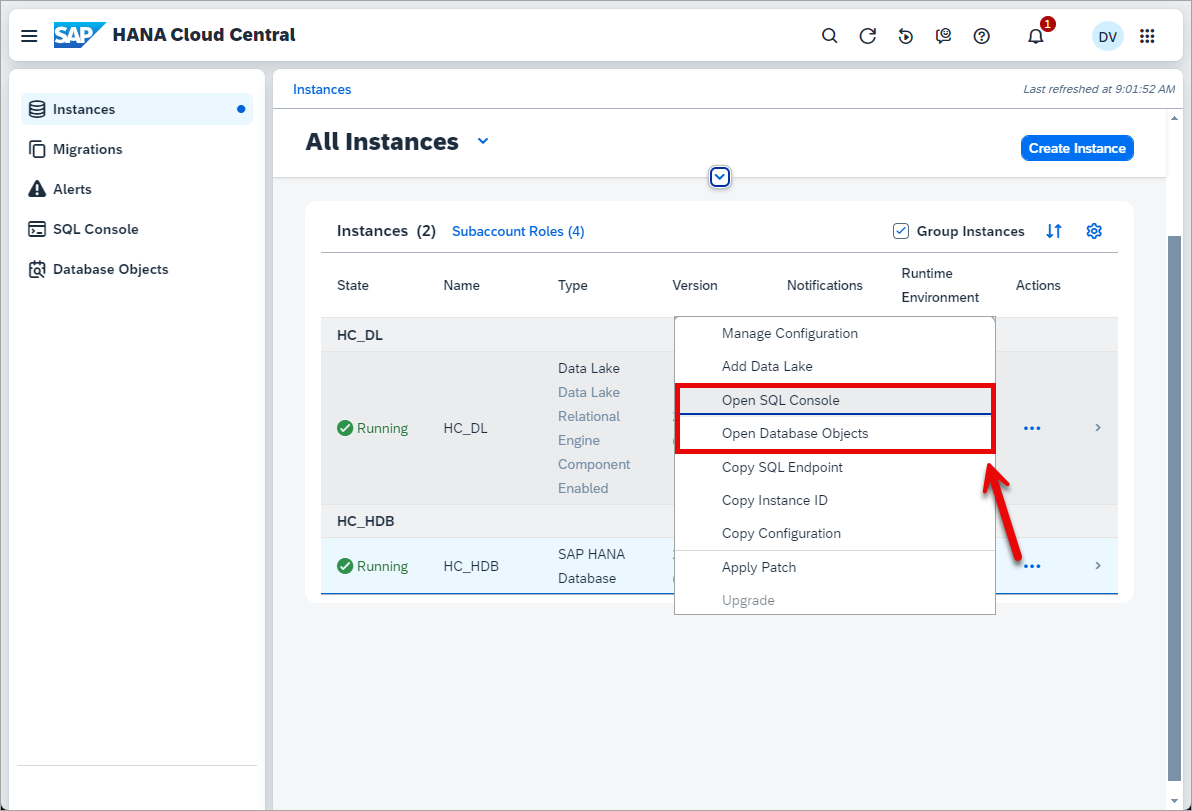 SAP HANA Cloud Central
1
DV
Instances
Migrations
Alerts
SQL Console
Database Objects
Instances
Last refreshed at 9:01:52 AM
All Instances
Create Instance
Instances (2) Subaccount Roles (4)
Group Instances
State Name Type Version Notifications Runtime Environment Actions
HC_DL
Running HC_DL
Data Lake
Data Lake
Relational
Engine
Component
Enabled
HC_HDB
Running HC_HDB
SAP HANA
Database
Manage Configuration
Add Data Lake
Open SQL Console
Open Database Objects
Copy SQL Endpoint
Copy Instance ID
Copy Configuration
Apply Patch
Upgrade